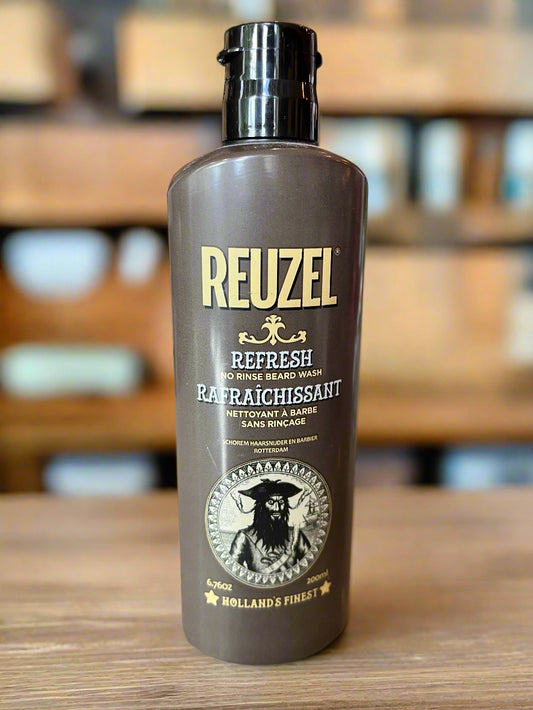 REUZEL®
REFRESH
NO RINSE BEARD WASH
RAFRAÎCHISSANT
NETTOYANT À BARBE
SANS RINÇAGE
SCHOREM HAARSNIJDER EN BARBIER
ROTTERDAM
6.76OZ 200ml
HOLLAND'S FINEST